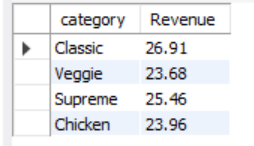 category Revenue
Classic 26.91
Veggie 23.68
Supreme 25.46
Chicken 23.96